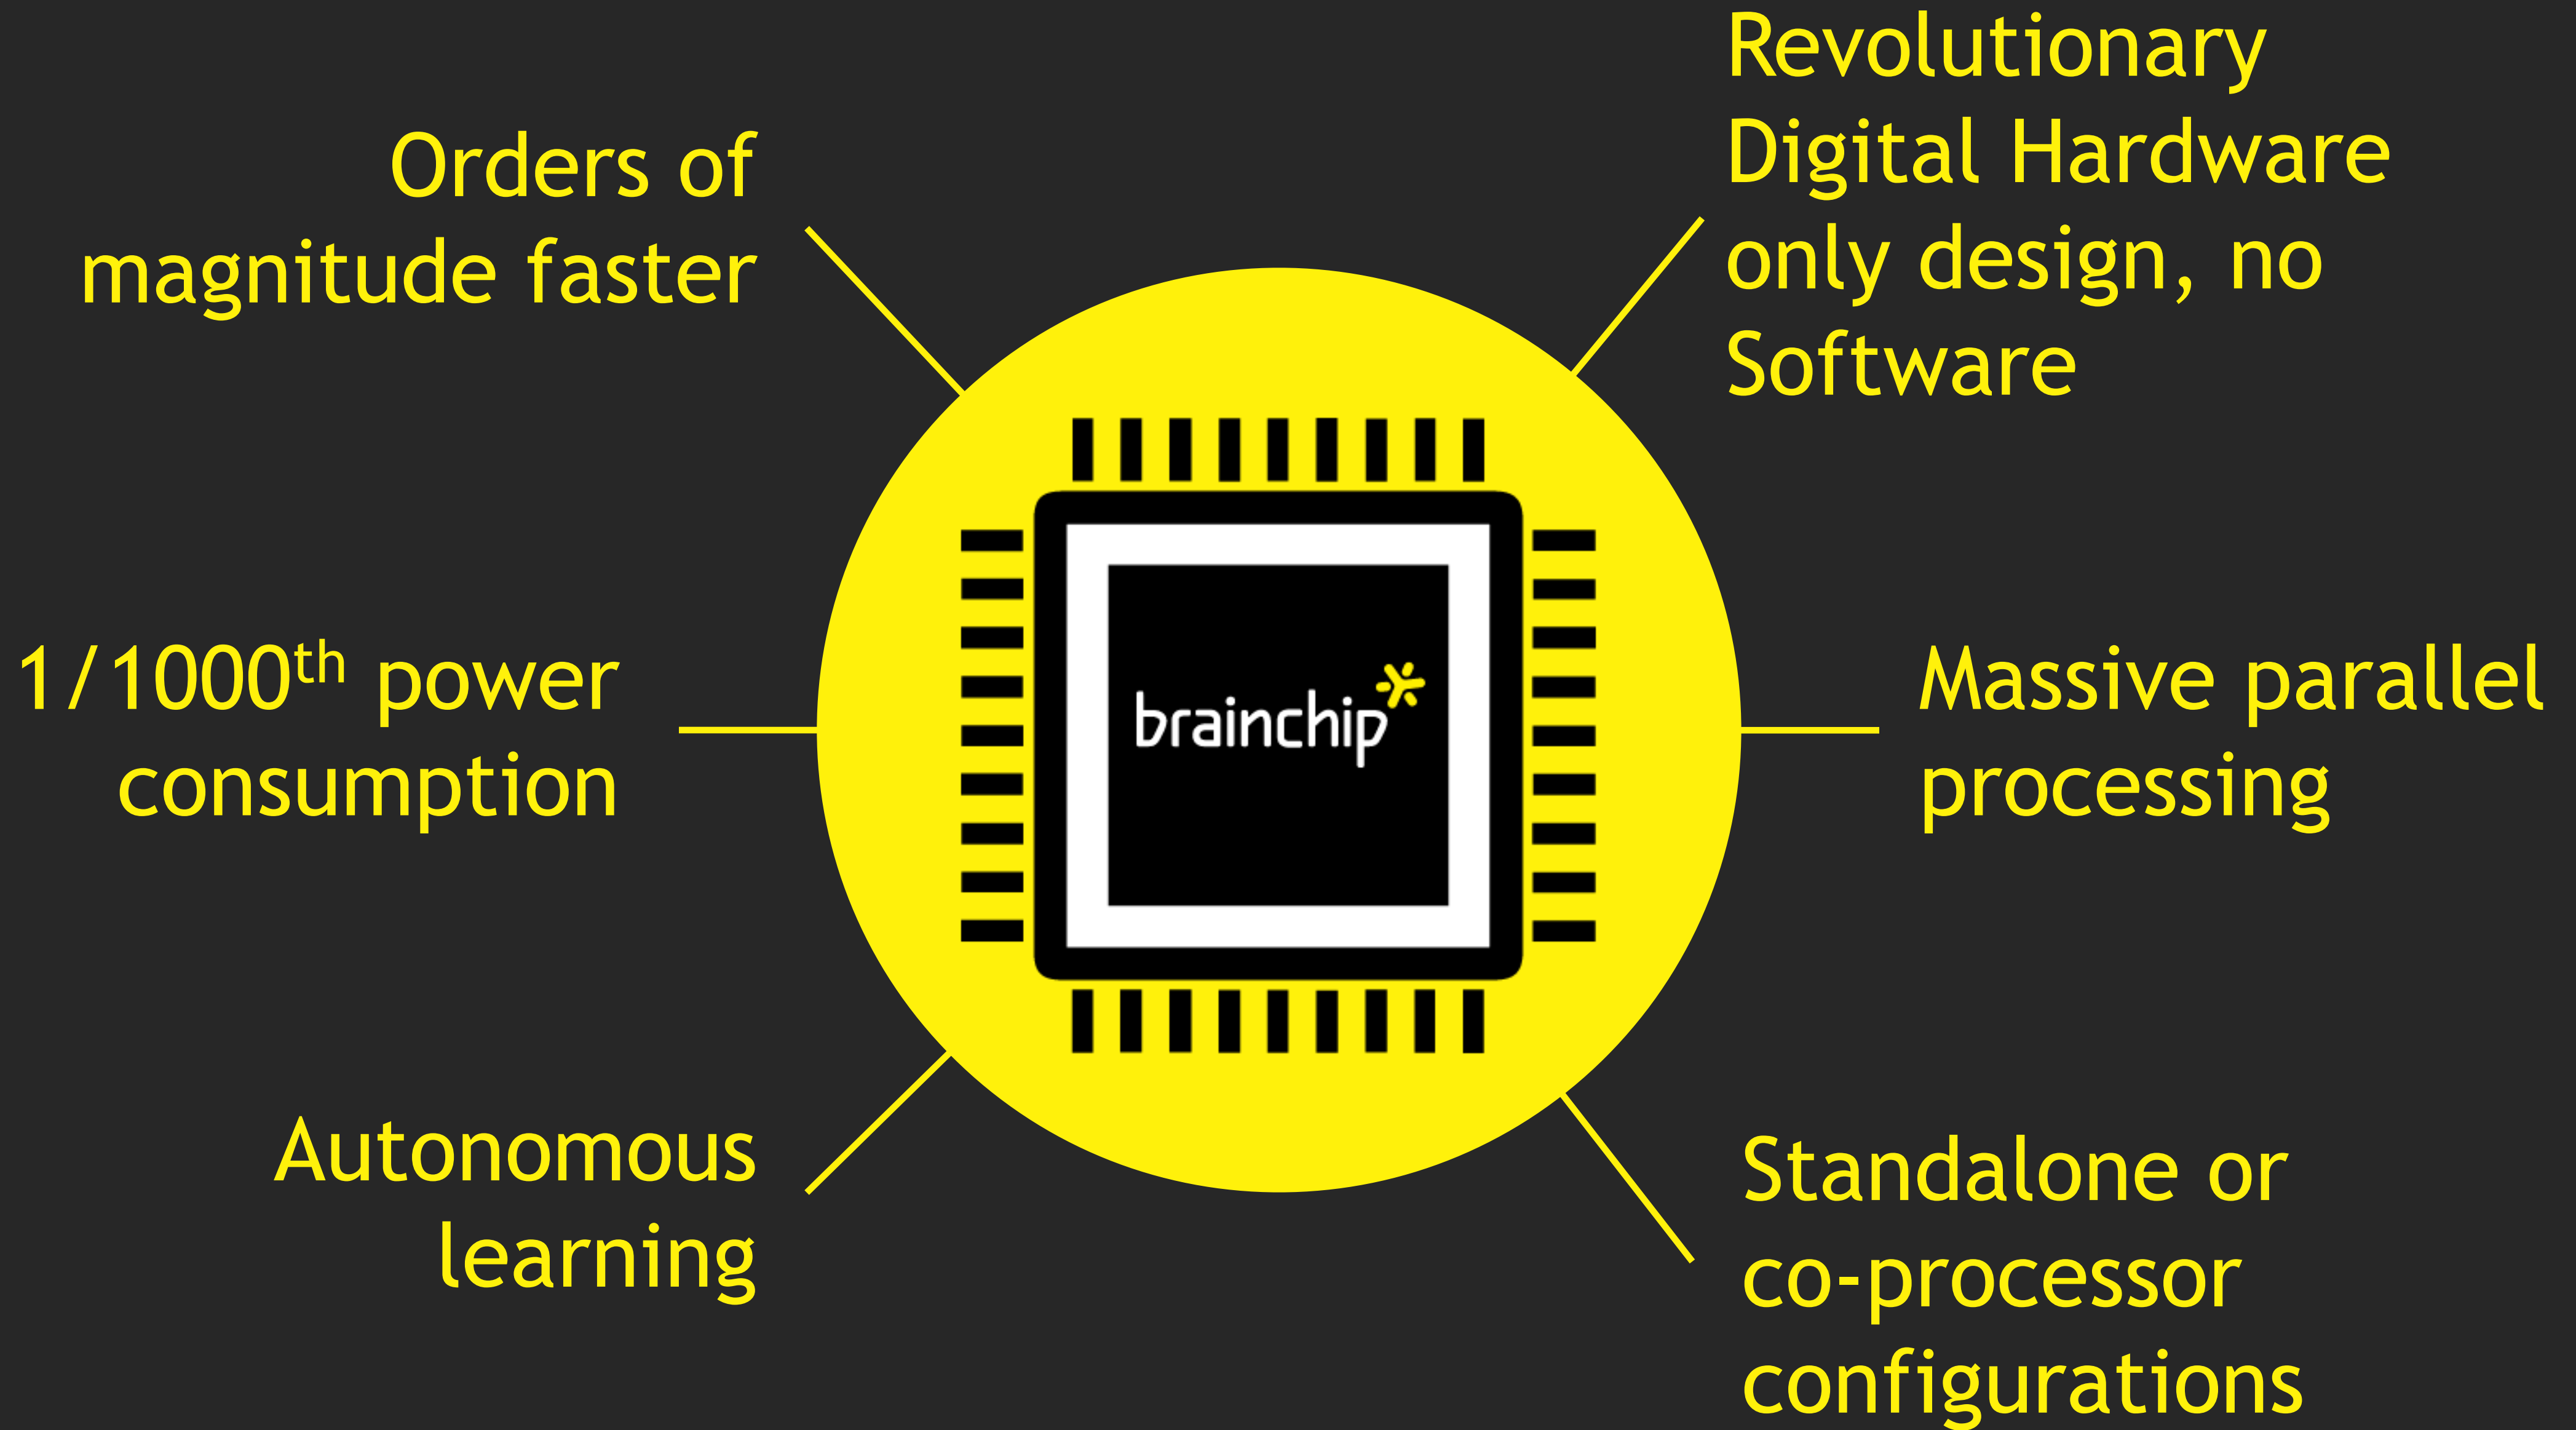 Orders of
magnitude faster
1/1000th power
consumption
Autonomous
learning
brainchip
Revolutionary
Digital Hardware
only design, no
Software
Massive parallel
processing
Standalone or
co-processor
configurations